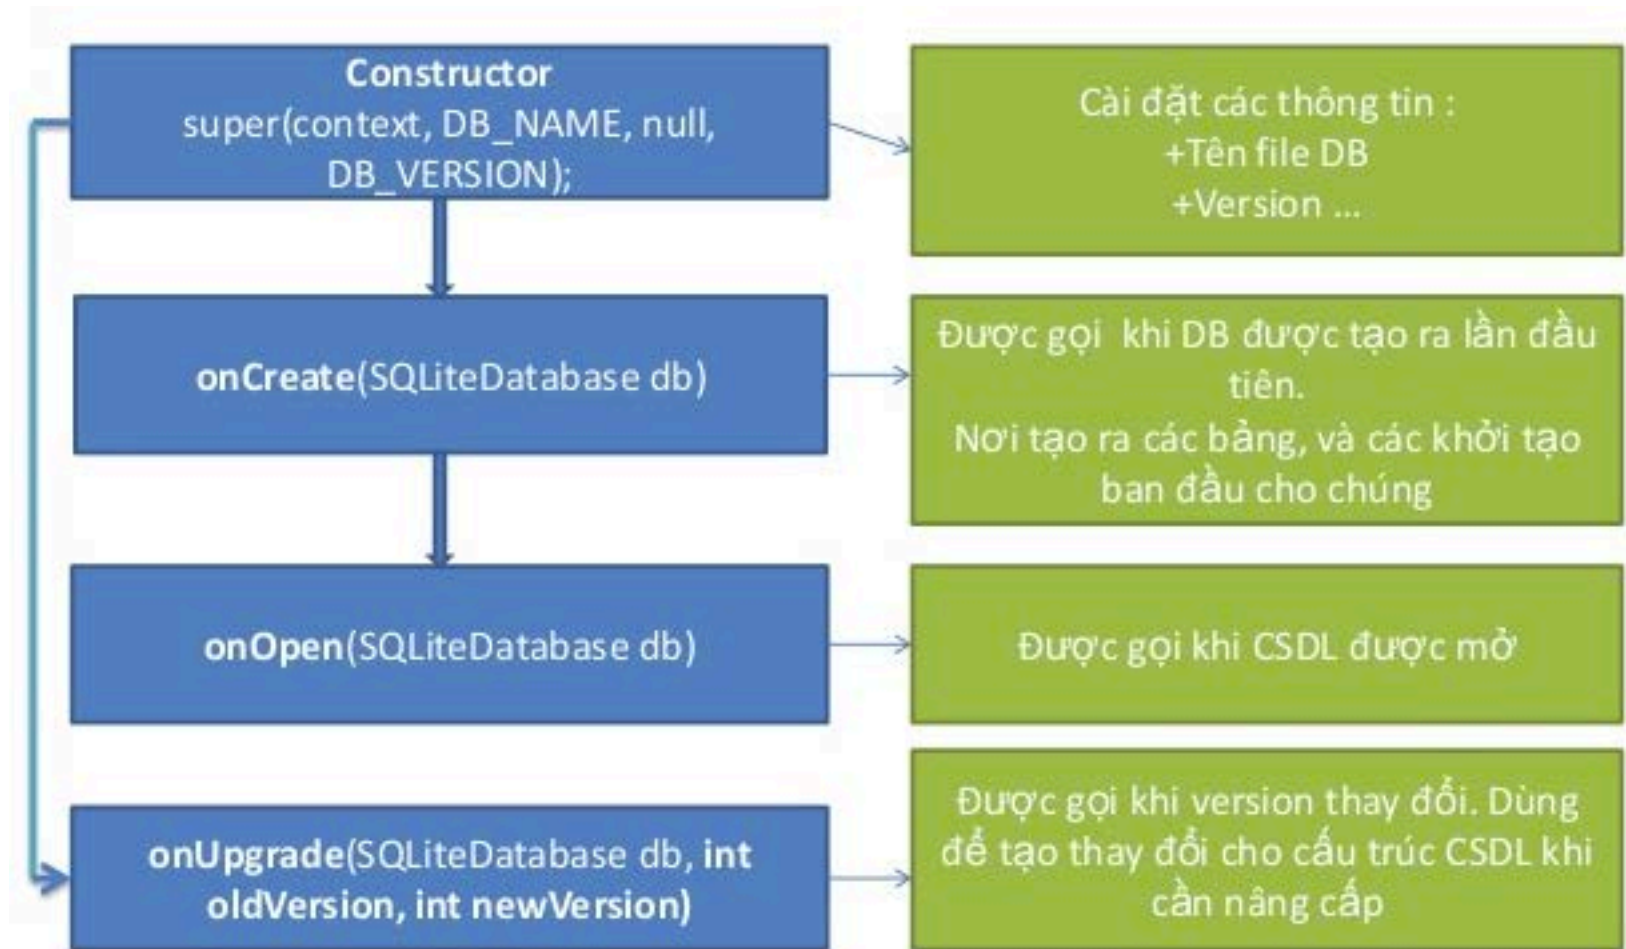 Constructor
super(context, DB_NAME, null,
DB_VERSION);
Cài đặt các thông tin :
+Tên file DB
+Version ...
onCreate(SQLiteDatabase db)
Được gọi khi DB được tạo ra lần đầu
tiên.
Nơi tạo ra các bảng, và các khởi tạo
ban đầu cho chúng
onOpen(SQLiteDatabase db)
Được gọi khi CSDL được mở
onUpgrade(SQLiteDatabase db, int
oldVersion, int newVersion)
Được gọi khi version thay đổi. Dùng
để tạo thay đổi cho cấu trúc CSDL khi
cần nâng cấp